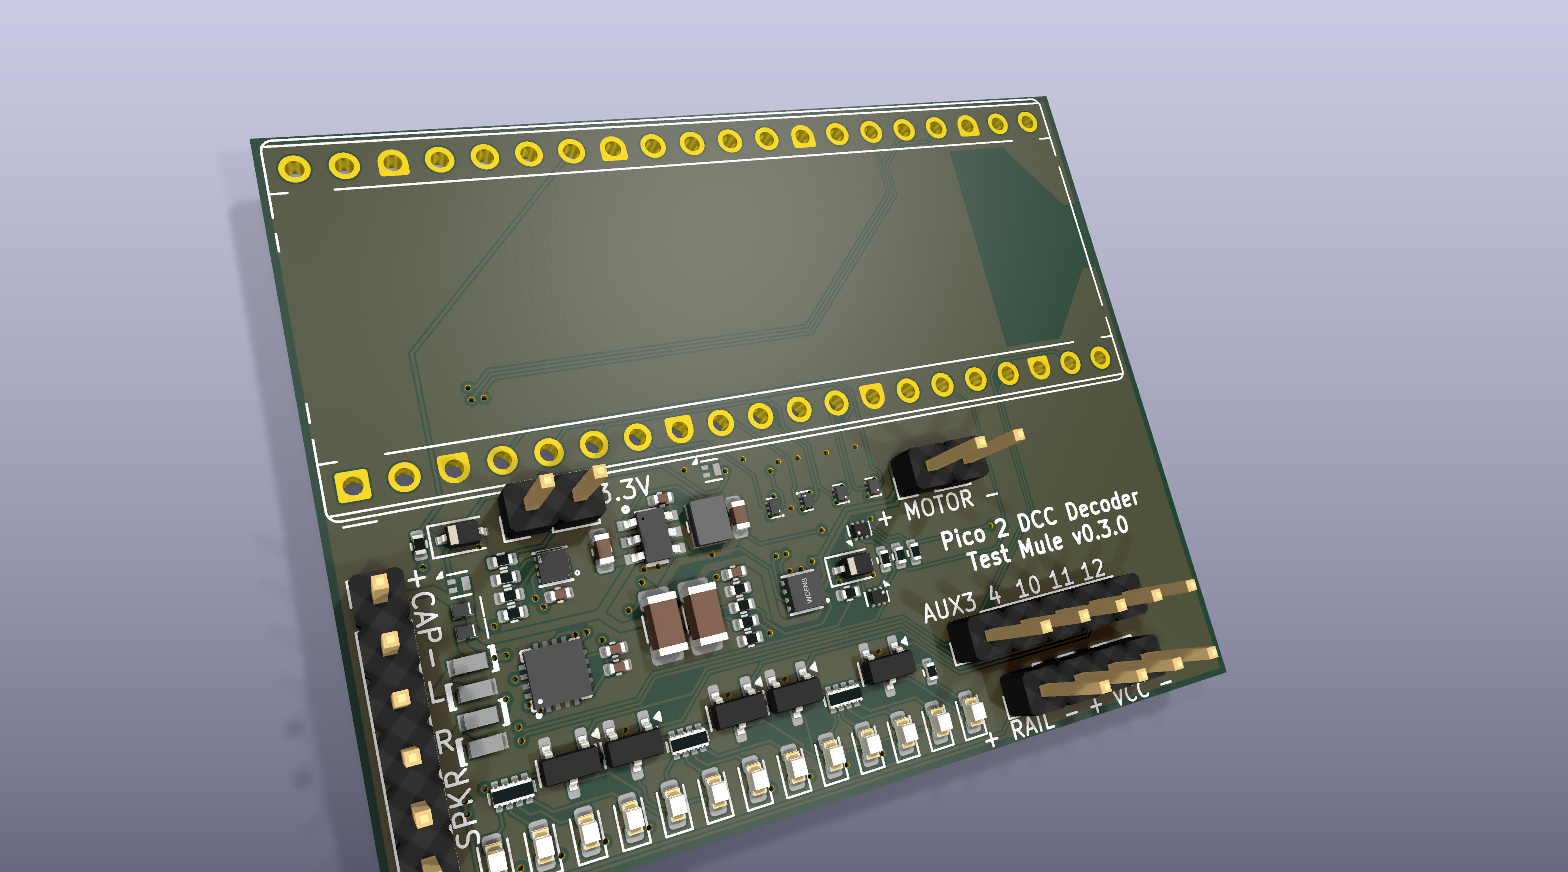 3.3V
+ MOTOR -
Pico 2 DCC Decoder
Test Mule v0.3.0
AUX3 4 10 11 12
+ RAIL - + VCC -
+
CAP
-
L
R
SPKR